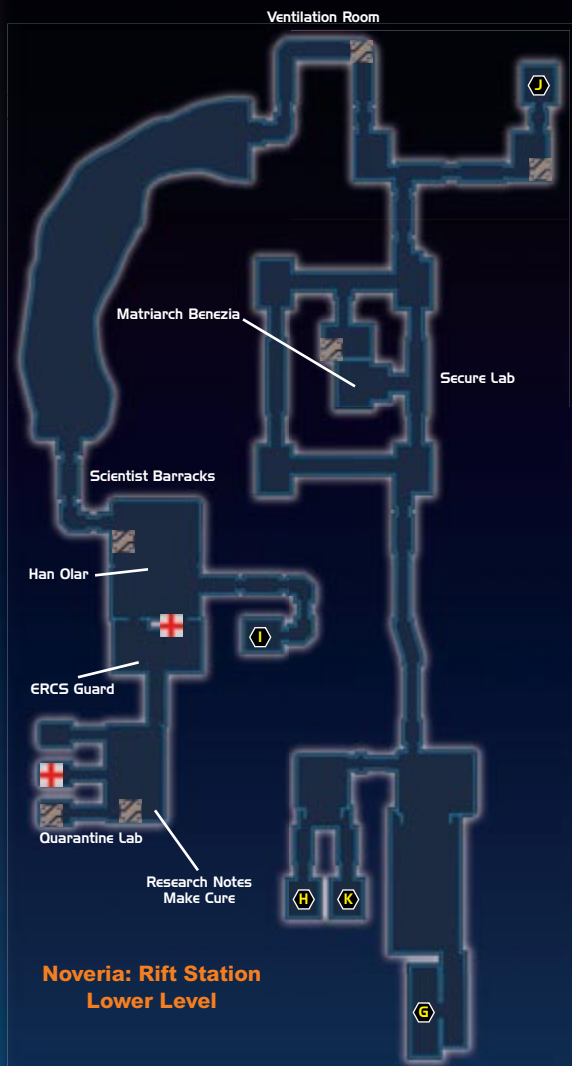 Ventilation Room
J
Matriarch Benezia
Secure Lab
Scientist Barracks
Han Olar
I
ERCS Guard
Quarantine Lab
Research Notes
Make Cure
H
K
Noveria: Rift Station
Lower Level
G